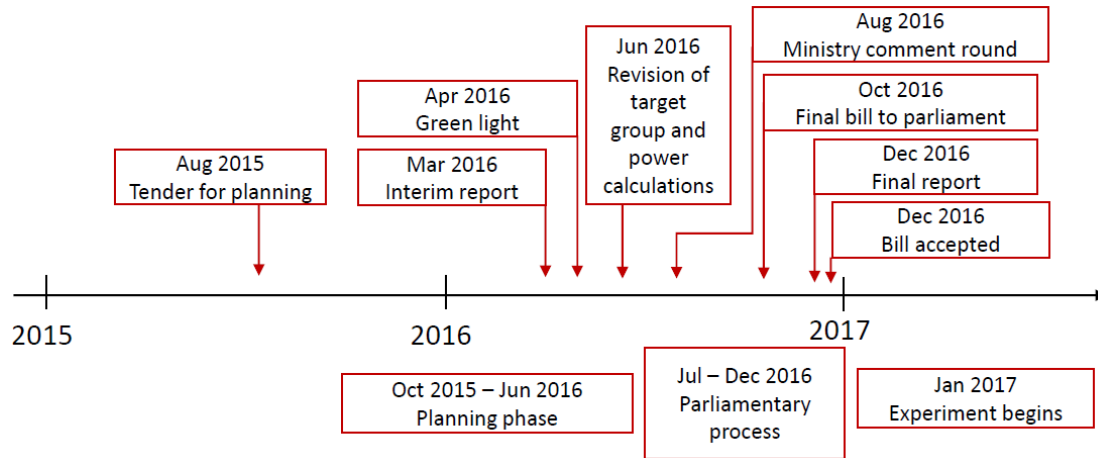 Aug 2015
Tender for planning
Apr 2016
Green light
Mar 2016
Interim report
Jun 2016
Revision of
target
group and
power
calculations
Aug 2016
Ministry comment round
Oct 2016
Final bill to parliament
Dec 2016
Final report
Dec 2016
Bill accepted
2015
2016
2017
Oct 2015 – Jun 2016
Planning phase
Jul – Dec 2016
Parliamentary
process
Jan 2017
Experiment begins